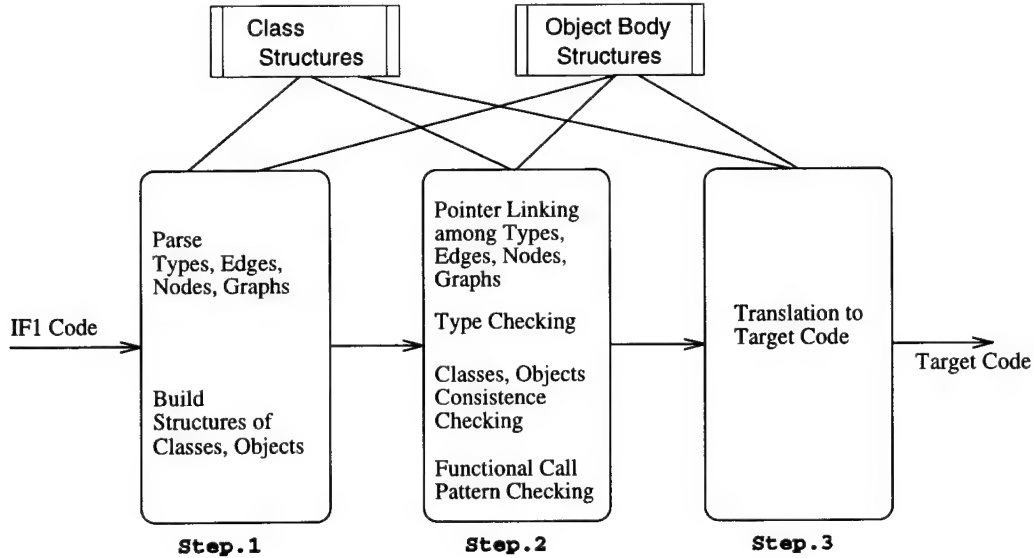 Class
Structures
Object Body
Structures
Parse
Types, Edges,
Nodes, Graphs
Build
Structures of
Classes, Objects
Pointer Linking
among Types,
Edges, Nodes,
Graphs
Type Checking
Classes, Objects
Consistence
Checking
Functional Call
Pattern Checking
Translation to
Target Code
IF1 Code
Target Code
Step.1
Step.2
Step.3